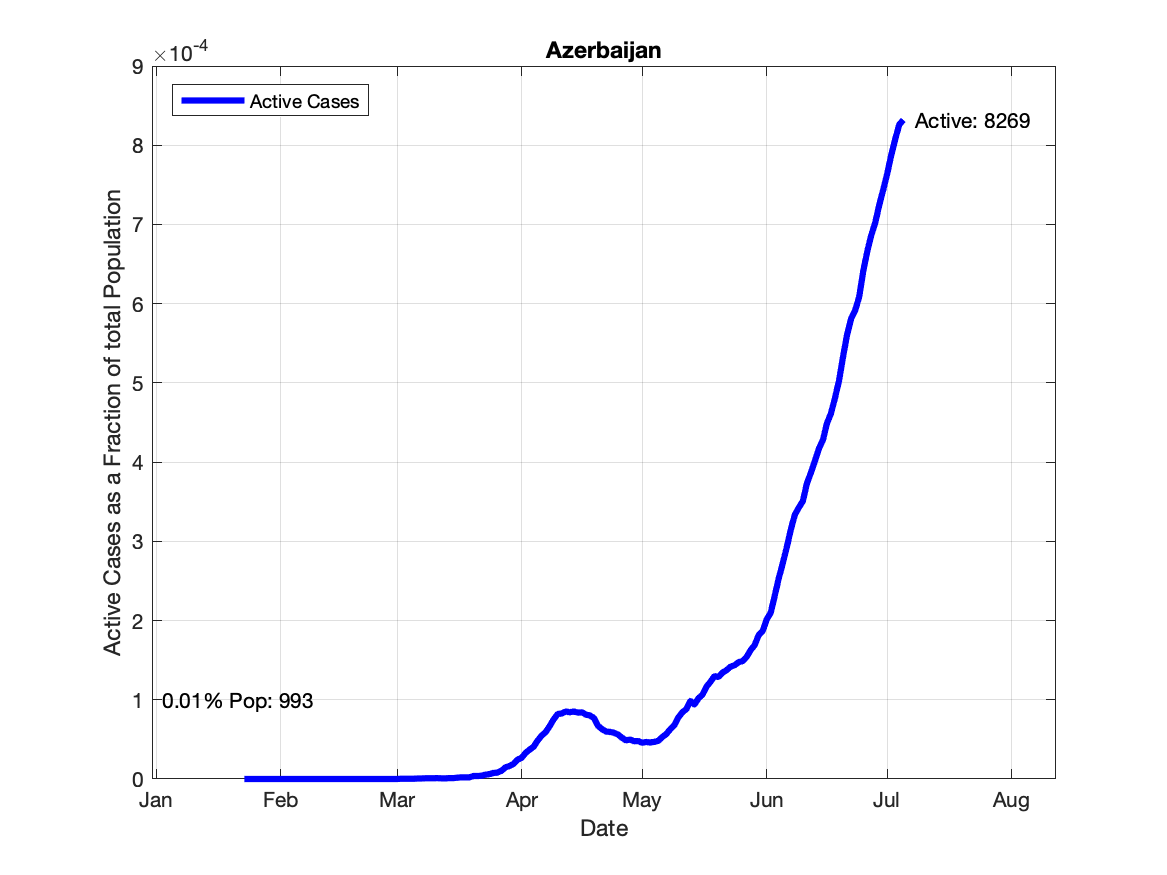 Azerbaijan
×10-4
Active Cases
Active: 8269
0.01% Pop: 993
9
8
7
6
5
4
3
2
1
0
Active Cases as a Fraction of total Population
Jan Feb Mar Apr May Jun Jul Aug
Date